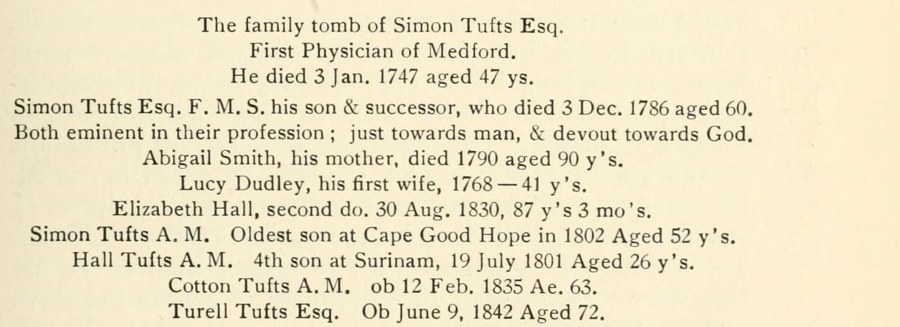 The family tomb of Simon Tufts Esq.
First Physician of Medford.
He died 3 Jan. 1747 aged 47 ys.
Simon Tufts Esq. F. M. S. his son & successor, who died 3 Dec. 1786 aged 60.
Both eminent in their profession ; just towards man, & devout towards God.
Abigail Smith, his mother, died 1790 aged 90 y's.
Lucy Dudley, his first wife, 1768 — 41 y's.
Elizabeth Hall, second do. 30 Aug. 1830, 87 y's 3 mo's.
Simon Tufts A. M. Oldest son at Cape Good Hope in 1802 Aged 52 y's.
Hall Tufts A. M. 4th son at Surinam, 19 July 1801 Aged 26 y's.
Cotton Tufts A. M. ob 12 Feb. 1835 Ae. 63.
Turell Tufts Esq. Ob June 9, 1842 Aged 72.